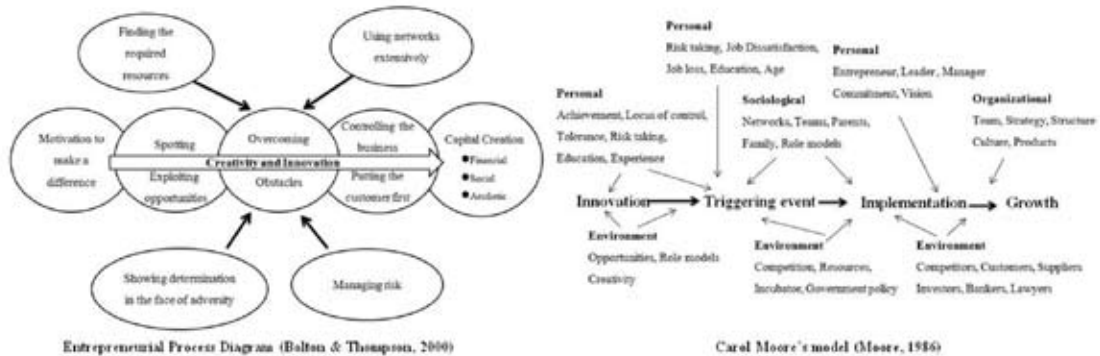 Finding the
required
resources
Using networks
extensively
Motivation to
make a
difference
Spotting
Exploiting
opportunities
Overcoming
Obstacles
Controlling the
business
Putting the
customer first
Creativity and Innovation
Capital Creation
●Financial
●Social
●Aesthetic
Showing determination
in the face of adversity
Managing risk
Entrepreneurial Process Diagram (Bolton & Thompson, 2000)
Personal
Risk taking, Job Dissatisfaction,
Job loss, Education, Age
Personal
Entrepreneur, Leader, Manager
Commitment, Vision
Personal
Achievement, Locus of control,
Tolerance, Risk taking,
Education, Experience
Sociological
Networks, Teams, Parents,
Family, Role models
Organizational
Team, Strategy, Structure
Culture, Products
Innovation
Triggering event
Implementation
Growth
Environment
Opportunities, Role models
Creativity
Environment
Competition, Resources,
Incubator, Government policy
Environment
Competitors, Customers, Suppliers
Investors, Bankers, Lawyers
Carol Moore's model (Moore, 1986)